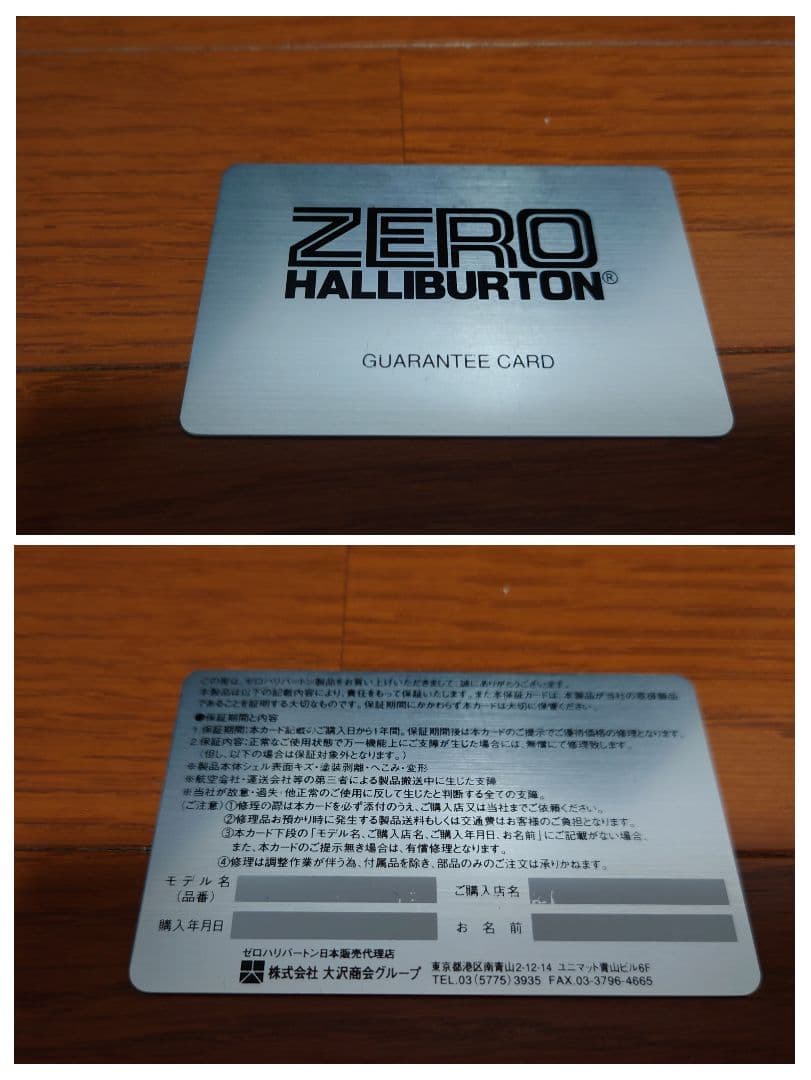 ZERO
HALLIBURTON®
GUARANTEE CARD
この度は、ゼロハリバートン製品をお買い上げいただきまして、誠にありがとうございます。
本製品は以下の記載内容により、責任をもって保証いたします。また本保証カードは、本製品が当社の取扱製品
であることを証明する大切なものです。保証期間にかかわらず本カードは大切に保管ください。
●保証期間と内容
1.保証期間:本カード記載のご購入日から1年間。保証期間後は本カードのご提示でご優待価格の修理となります。
2.保証内容:正常なご使用状態で万一機能上にご支障が生じた場合には、無償にて修理致します。
(但し、以下の場合は保証対象外となります。)
※製品本体シェル表面キズ・塗装剥離・へこみ・変形
※航空会社・運送会社等の第三者による製品搬送中に生じた支障
※当社が故意・過失・他正常のご使用に反して生じたと判断する全ての支障。
(ご注意)①修理の際は本カードを必ず添付のうえ、ご購入店又は当社までご依頼ください。
②修理品お預かり時に発生する製品送料もしくは交通費はお客様のご負担となります。
③本カード下段の「モデル名、ご購入店名、ご購入年月日、お名前」にご記載がない場合、
また、本カードのご提示無き場合は、有償修理となります。
④修理は調整作業が伴う為、付属品を除き、部品のみのご注文は承りかねます。
モデル名
(品番)
ご購入店名
購入年月日
お名前
ゼロハリバートン日本販売代理店
株式会社 大沢商会グループ
東京都港区南青山2-12-14 ユニマット青山ビル6F
TEL.03(5775)3935 FAX.03-3796-4665